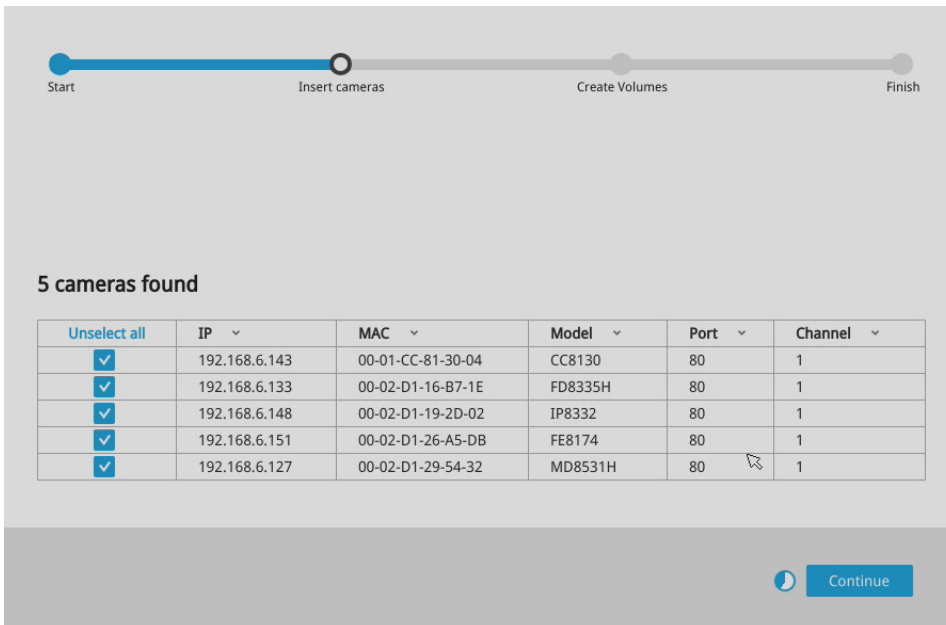 Start Insert cameras Create Volumes Finish
5 cameras found
Unselect all IP MAC Model Port Channel
192.168.6.143 00-01-CC-81-30-04 CC8130 80 1
192.168.6.133 00-02-D1-16-B7-1E FD8335H 80 1
192.168.6.148 00-02-D1-19-2D-02 IP8332 80 1
192.168.6.151 00-02-D1-26-A5-DB FE8174 80 1
192.168.6.127 00-02-D1-29-54-32 MD8531H 80 1
Continue